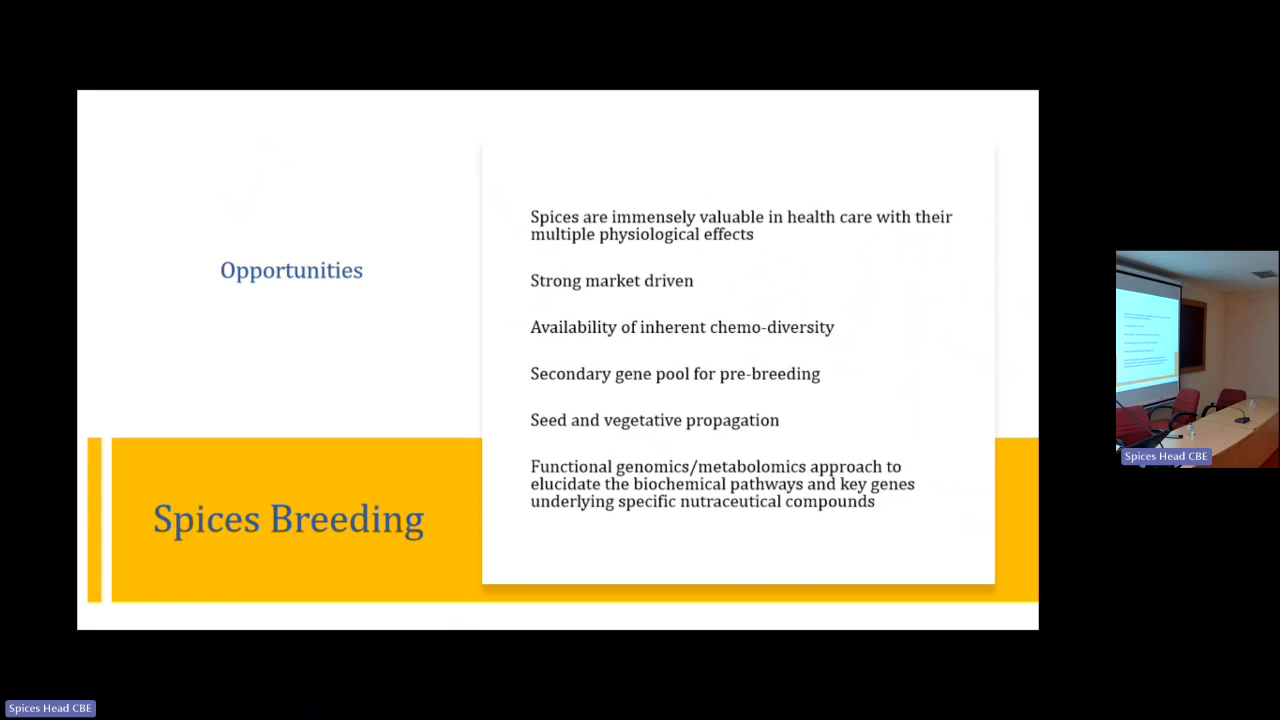 Opportunities
Spices Breeding
Spices are immensely valuable in health care with their
multiple physiological effects
Strong market driven
Availability of inherent chemo-diversity
Secondary gene pool for pre-breeding
Seed and vegetative propagation
Functional genomics/metabolomics approach to
elucidate the biochemical pathways and key genes
underlying specific nutraceutical compounds
Spices Head CBE
Spices Head CBE